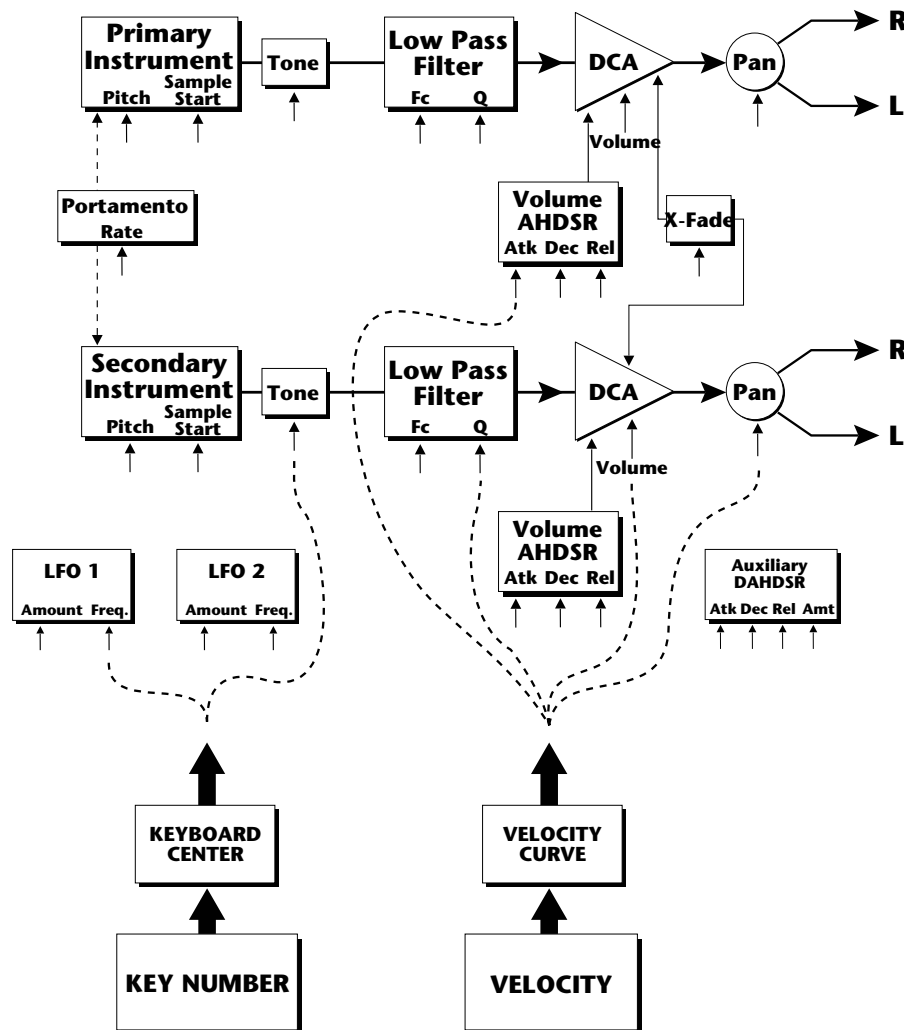 R
Primary
Instrument
Sample
Start
Pitch
Tone
Low Pass
Filter
Fc Q
DCA
Pan
L
Volume
Portamento
Rate
Volume
AHDSR
Atk Dec Rel
X-Fade
R
Secondary
Instrument
Sample
Start
Pitch
Tone
Low Pass
Filter
Fc Q
DCA
Pan
L
Volume
LFO 1
Amount Freq.
LFO 2
Amount Freq.
Volume
AHDSR
Atk Dec Rel
Auxiliary
DAHDSR
Atk Dec Rel Amt
KEYBOARD
CENTER
VELOCITY
CURVE
KEY NUMBER
VELOCITY